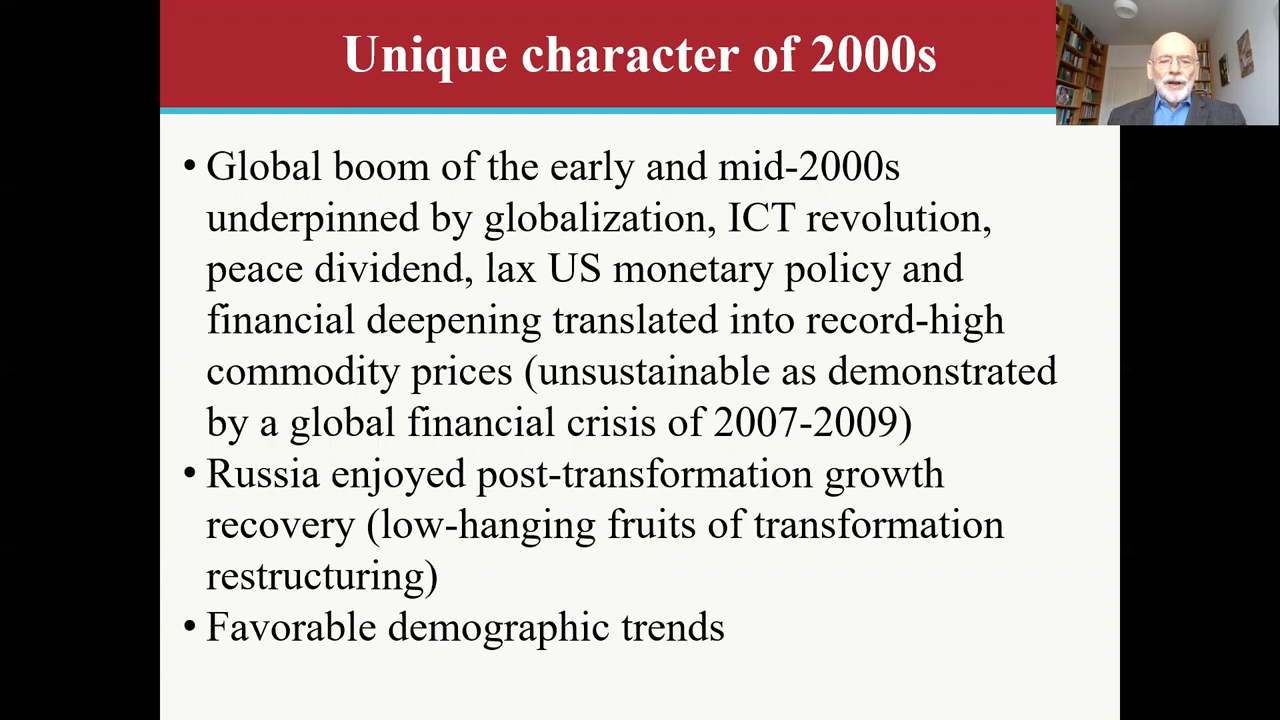 Unique character of 2000s
• Global boom of the early and mid-2000s
underpinned by globalization, ICT revolution,
peace dividend, lax US monetary policy and
financial deepening translated into record-high
commodity prices (unsustainable as demonstrated
by a global financial crisis of 2007-2009)
• Russia enjoyed post-transformation growth
recovery (low-hanging fruits of transformation
restructuring)
• Favorable demographic trends